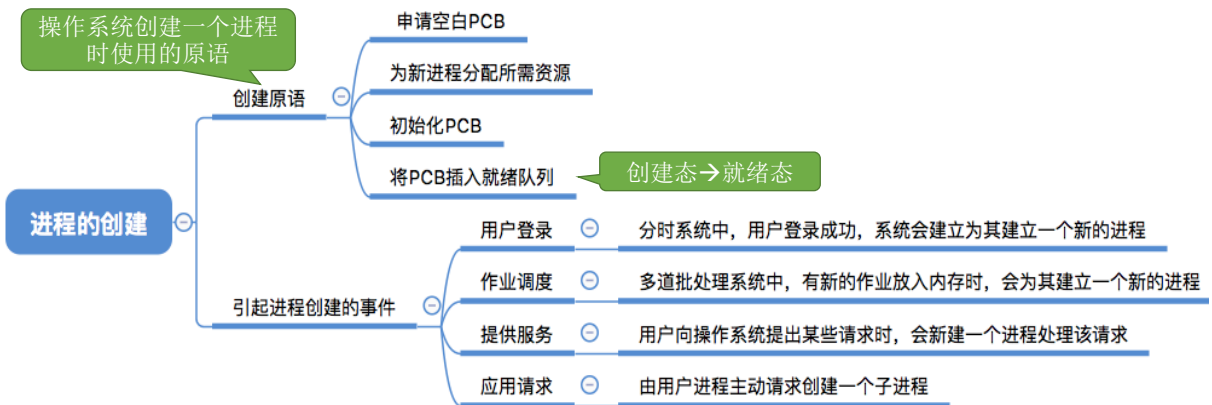 操作系统创建一个进程
时使用的原语
申请空白PCB
为新进程分配所需资源
创建原语
初始化PCB
将PCB插入就绪队列
创建态→就绪态
进程的创建
用户登录
分时系统中，用户登录成功，系统会建立为其建立一个新的进程
作业调度
多道批处理系统中，有新的作业放入内存时，会为其建立一个新的进程
引起进程创建的事件
提供服务
用户向操作系统提出某些请求时，会新建一个进程处理该请求
应用请求
由用户进程主动请求创建一个子进程